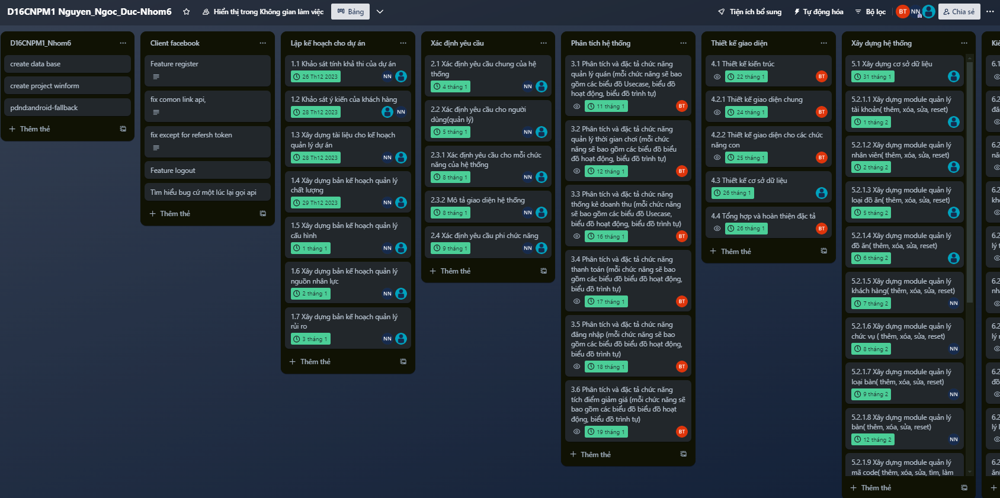 D16CNPM1 Nguyen_Ngoc_Duc-Nhom6
Hiển thị trong Không gian làm việc
Bảng
Tiện ích bổ sung
Tự động hóa
Bộ lọc
BT
NN
Chia sẻ
D16CNPM1_Nhom6
create data base
create project winform
pdnd:android-fallback
Thêm thẻ
Client facebook
Feature register
fix comon link api,
fix except for refersh token
Feature logout
Tìm hiểu bug cứ một lúc lại gọi api
Thêm thẻ
Lập kế hoạch cho dự án
1.1 Khảo sát tính khả thi của dự án
26 Th12 2023
NN
1.2 Khảo sát ý kiến của khách hàng
28 Th12 2023
NN
1.3 Xây dựng tài liệu cho kế hoạch
quản lý dự án
28 Th12 2023
NN
1.4 Xây dựng bản kế hoạch quản lý
chất lượng
29 Th12 2023
NN
1.5 Xây dựng bản kế hoạch quản lý
cấu hình
1 tháng 1
NN
1.6 Xây dựng bản kế hoạch quản lý
nguồn nhân lực
2 tháng 1
NN
1.7 Xây dựng bản kế hoạch quản lý
rủi ro
3 tháng 1
NN
Thêm thẻ
Xác định yêu cầu
2.1 Xác định yêu cầu chung của hệ
thống
4 tháng 1
NN
2.2 Xác định yêu cầu cho người
dùng(quản lý)
5 tháng 1
NN
2.3.1 Xác định yêu cầu cho mỗi chức
năng của hệ thống
8 tháng 1
NN
2.3.2 Mô tả giao diện hệ thống
8 tháng 1
NN
2.4 Xác định yêu cầu phi chức năng
9 tháng 1
NN
Thêm thẻ
Phân tích hệ thống
3.1 Phân tích và đặc tả chức năng
quản lý quán (mỗi chức năng sẽ bao
gồm các biểu đồ Usecase, biểu đồ
hoạt động, biểu đồ trình tự)
11 tháng 1
BT
3.2 Phân tích và đặc tả chức năng
quản lý thời gian chơi (mỗi chức
năng sẽ bao gồm các biểu đồ biểu
đồ hoạt động, biểu đồ trình tự)
12 tháng 1
BT
3.3 Phân tích và đặc tả chức năng
thống kê doanh thu (mỗi chức năng
sẽ bao gồm các biểu đồ Usecase,
biểu đồ hoạt động, biểu đồ trình tự)
16 tháng 1
BT
3.4 Phân tích và đặc tả chức năng
thanh toán (mỗi chức năng sẽ bao
gồm các biểu đồ biểu đồ hoạt động,
biểu đồ trình tự)
17 tháng 1
BT
3.5 Phân tích và đặc tả chức năng
đăng nhập (mỗi chức năng sẽ bao
gồm các biểu đồ biểu đồ hoạt động,
biểu đồ trình tự)
18 tháng 1
BT
3.6 Phân tích và đặc tả chức năng
tích điểm giảm giá (mỗi chức năng sẽ
bao gồm các biểu đồ biểu đồ hoạt
động, biểu đồ trình tự)
19 tháng 1
BT
Thêm thẻ
Thiết kế giao diện
4.1 Thiết kế kiến trúc
22 tháng 1
BT
4.2.1 Thiết kế giao diện chung
24 tháng 1
BT
4.2.2 Thiết kế giao diện cho các chức
năng con
25 tháng 1
BT
4.3 Thiết kế cơ sở dữ liệu
26 tháng 1
4.4 Tổng hợp và hoàn thiện đặc tả
26 tháng 1
BT
Thêm thẻ
Xây dựng hệ thống
5.1 Xây dựng cơ sở dữ liệu
31 tháng 1
5.2.1.1 Xây dựng module quản lý
tài khoản( thêm, xóa, sửa, reset)
1 tháng 2
5.2.1.2 Xây dựng module quản lý
nhân viên( thêm, xóa, sửa, reset)
2 tháng 2
5.2.1.3 Xây dựng module quản lý
loại đồ ăn( thêm, xóa, sửa, reset)
5 tháng 2
5.2.1.4 Xây dựng module quản lý
đồ ăn( thêm, xóa, sửa, reset)
6 tháng 2
5.2.1.5 Xây dựng module quản lý
khách hàng( thêm, xóa, sửa, reset)
7 tháng 2
NN
5.2.1.6 Xây dựng module quản lý
chức vụ ( thêm, xóa, sửa, reset)
8 tháng 2
NN
5.2.1.7 Xây dựng module quản lý
loại bàn( thêm, xóa, sửa, reset)
9 tháng 2
NN
5.2.1.8 Xây dựng module quản lý
bàn( thêm, xóa, sửa, reset)
12 tháng 2
NN
5.2.1.9 Xây dựng module quản lý
mã code( thêm, xóa, sửa, tìm, làm
Thêm thẻ